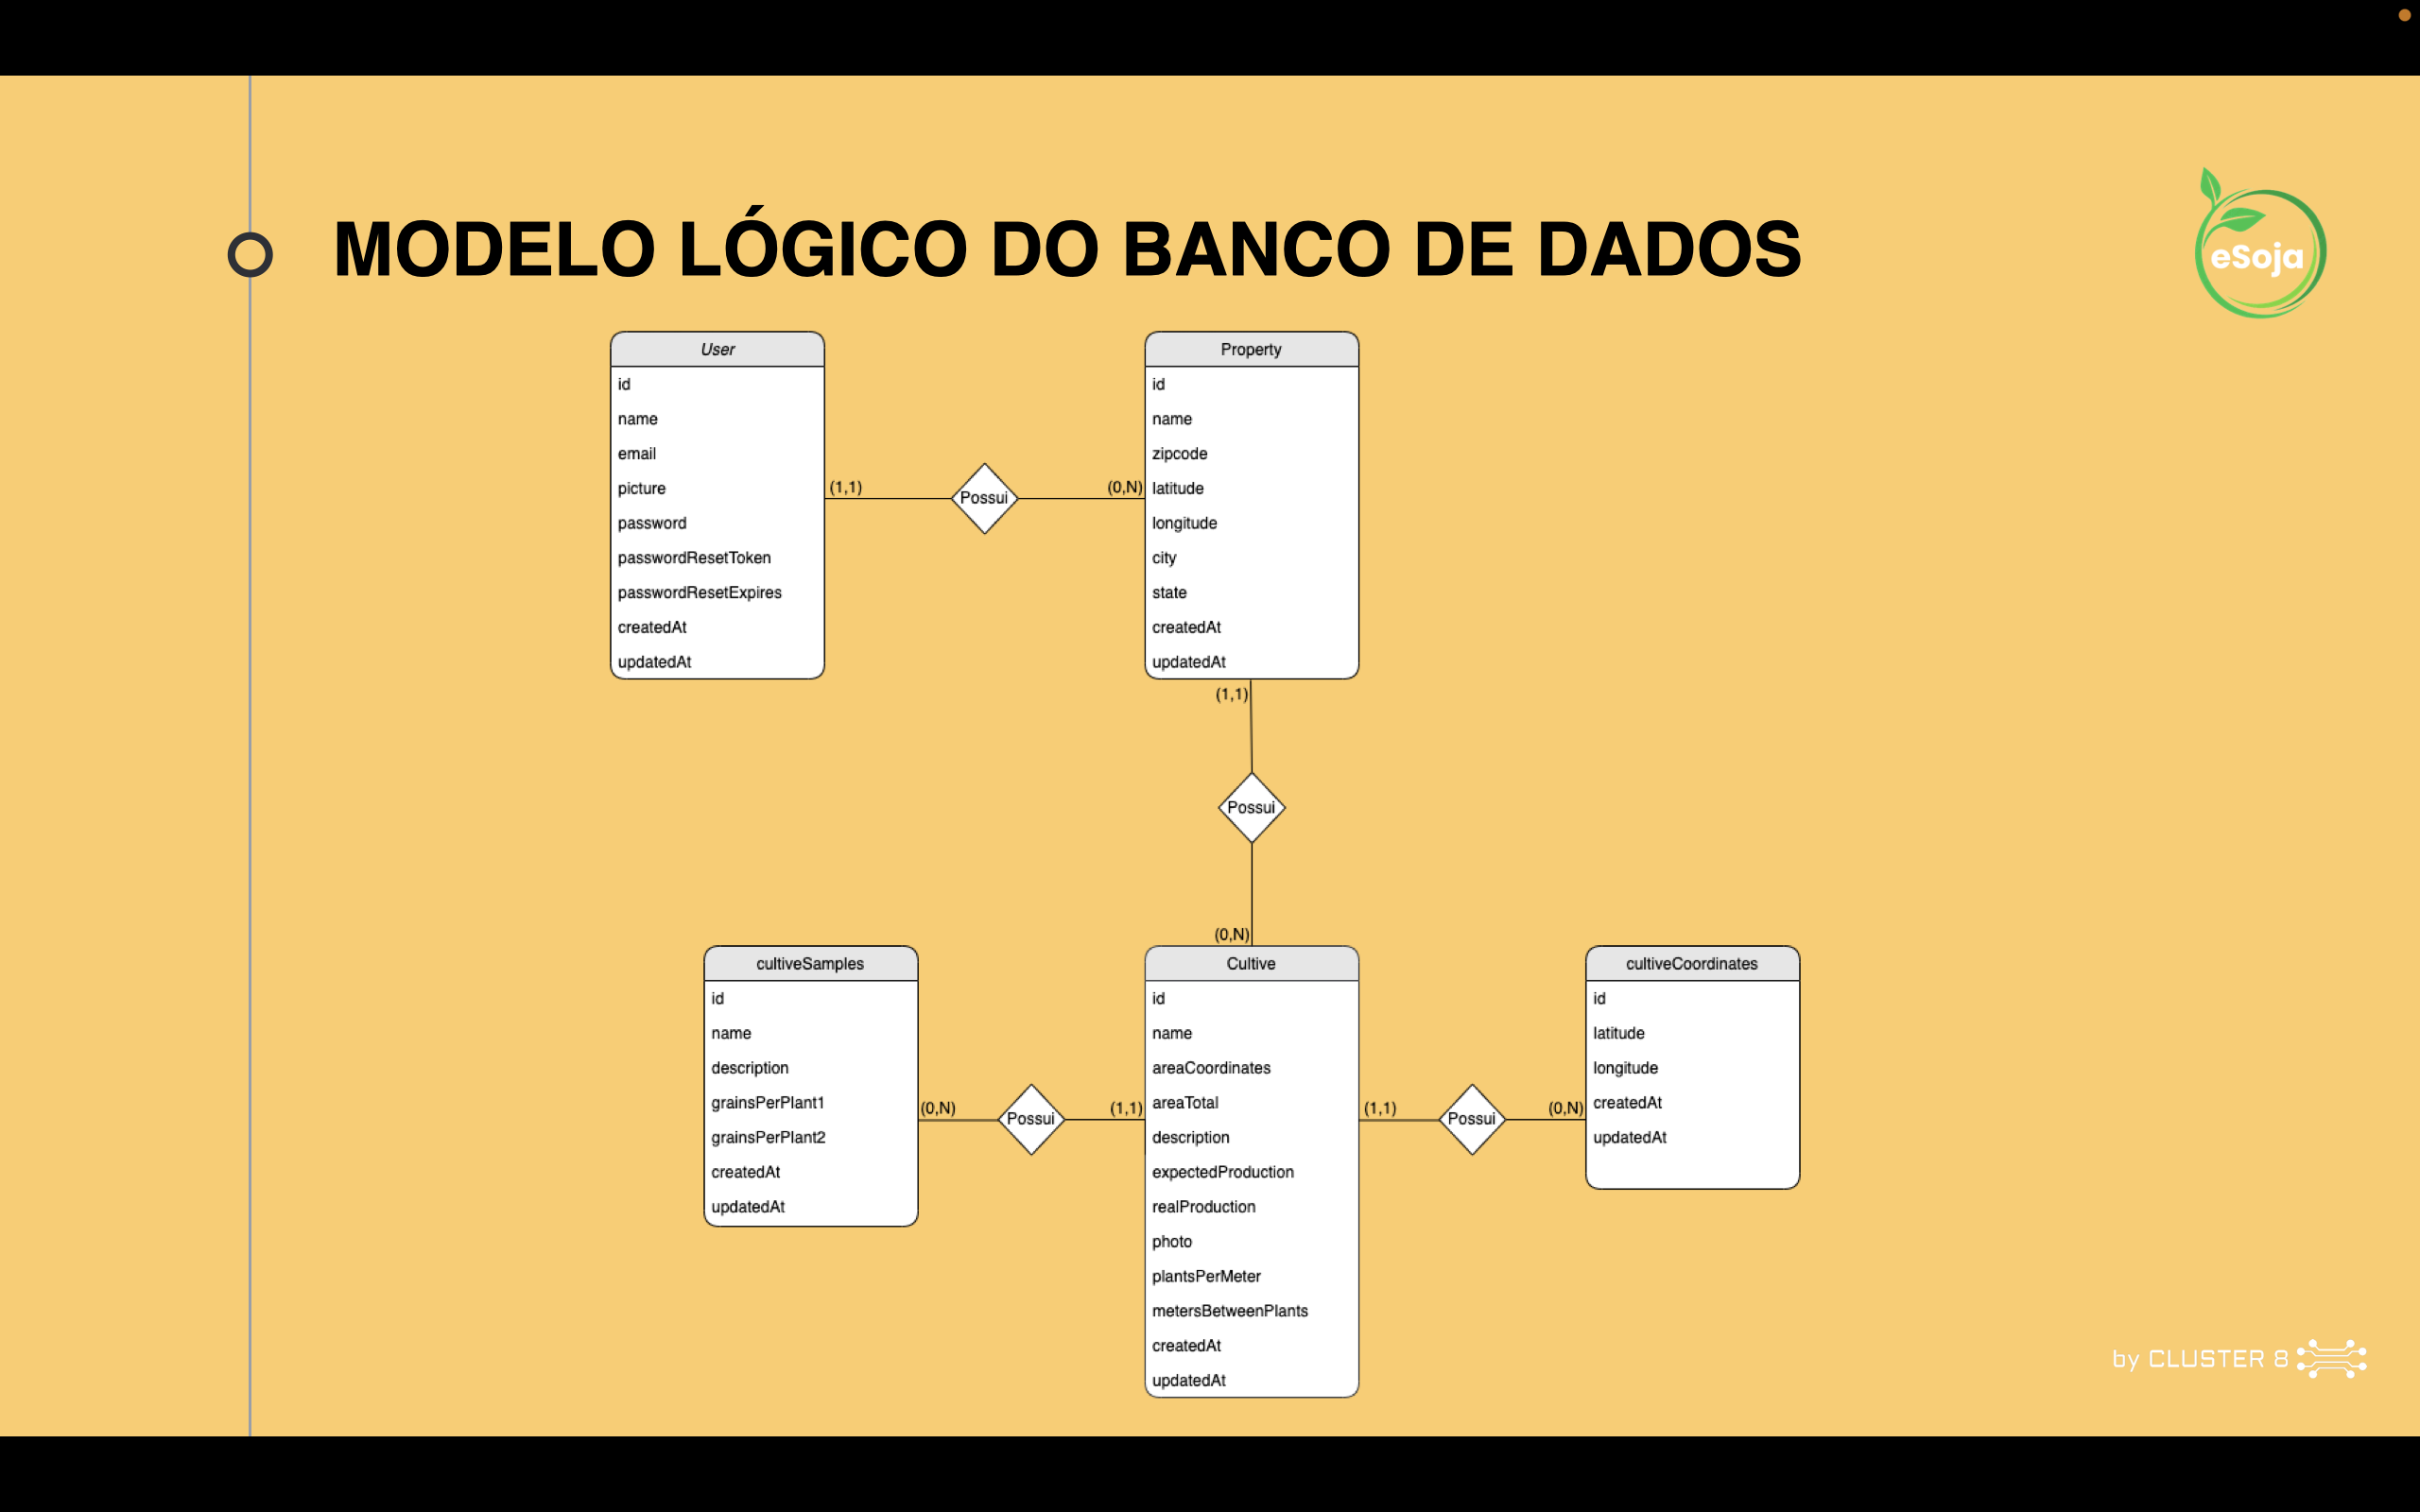 MODELO LÓGICO DO BANCO DE DADOS
eSoja
User
id
name
email
picture
password
passwordResetToken
passwordResetExpires
createdAt
updatedAt
(1,1)
Possui
(0,N)
Property
id
name
zipcode
latitude
longitude
city
state
createdAt
updatedAt
(1,1)
Possui
(0,N)
cultiveSamples
id
name
description
grainsPerPlant1
grainsPerPlant2
createdAt
updatedAt
(0,N)
Possui
(1,1)
Cultive
id
name
areaCoordinates
areaTotal
description
expectedProduction
realProduction
photo
plantsPerMeter
metersBetweenPlants
createdAt
updatedAt
(1,1)
Possui
(0,N)
cultiveCoordinates
id
latitude
longitude
createdAt
updatedAt
by CLUSTER 8